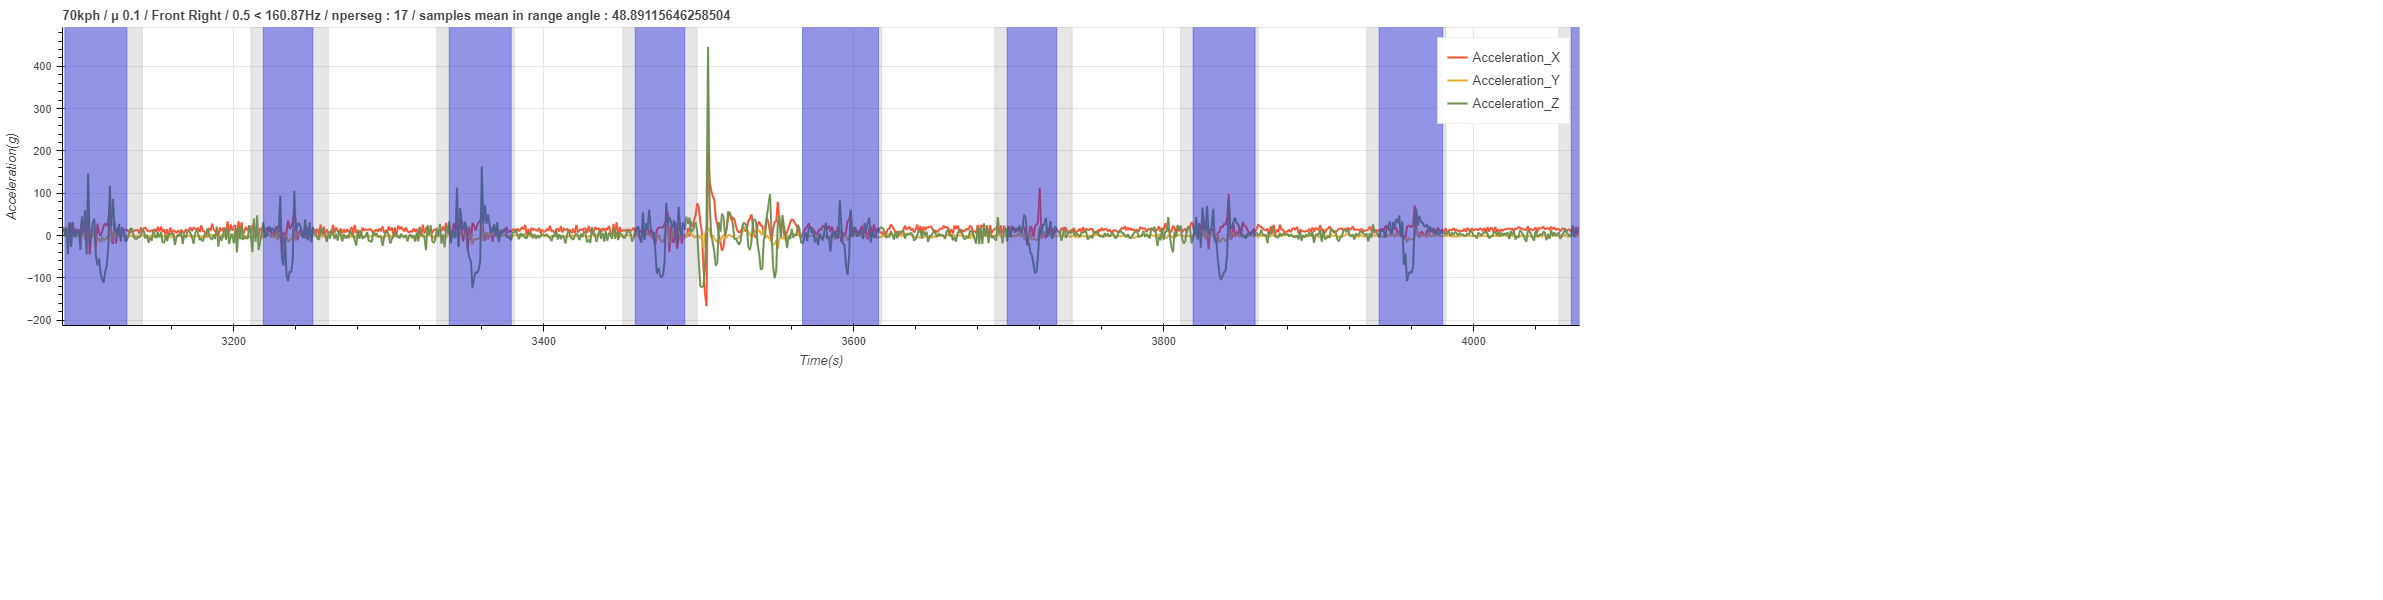 70kph / μ 0.1 / Front Right / 0.5 < 160.87Hz / nperseg : 17 / samples mean in range angle : 48.89115646258504
Acceleration_X
Acceleration_Y
Acceleration_Z
Acceleration(g)
400
300
200
100
0
−100
−200
3200
3400
3600
3800
4000
Time(s)